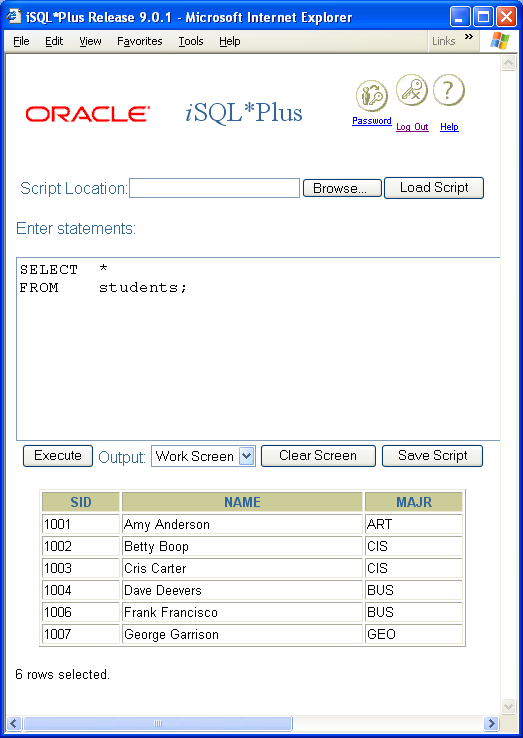 iSQL*Plus Release 9.0.1 - Microsoft Internet Explorer
File Edit View Favorites Tools Help Links »
ORACLE® iSQL*Plus
Password Log Out Help
Script Location: Browse... Load Script
Enter statements:
SELECT *
FROM students;
Execute Output: Work Screen Clear Screen Save Script
SID NAME MAJR
1001 Amy Anderson ART
1002 Betty Boop CIS
1003 Cris Carter CIS
1004 Dave Deevers BUS
1006 Frank Francisco BUS
1007 George Garrison GEO
6 rows selected.